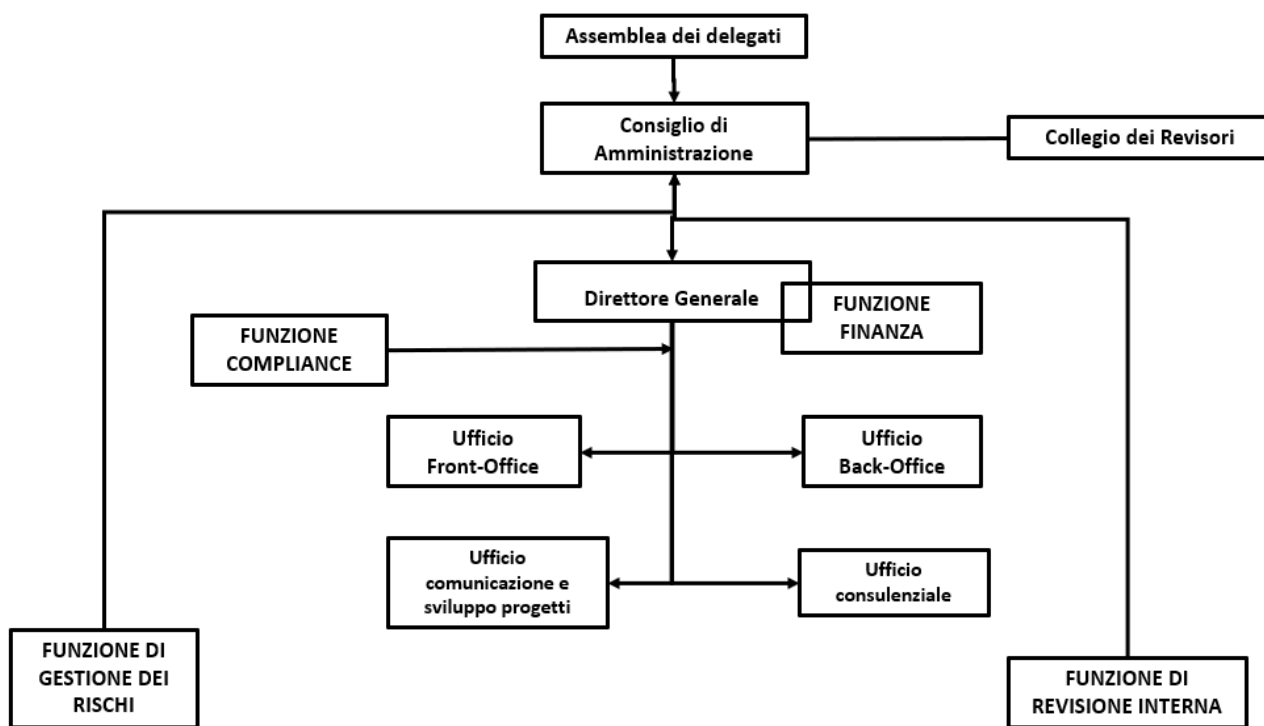 Assemblea dei delegati
Consiglio di
Amministrazione
Collegio dei Revisori
Direttore Generale
FUNZIONE
FINANZA
FUNZIONE
COMPLIANCE
Ufficio
Front-Office
Ufficio
Back-Office
Ufficio
comunicazione e
sviluppo progetti
Ufficio
consulenziale
FUNZIONE DI
GESTIONE DEI
RISCHI
FUNZIONE DI
REVISIONE INTERNA